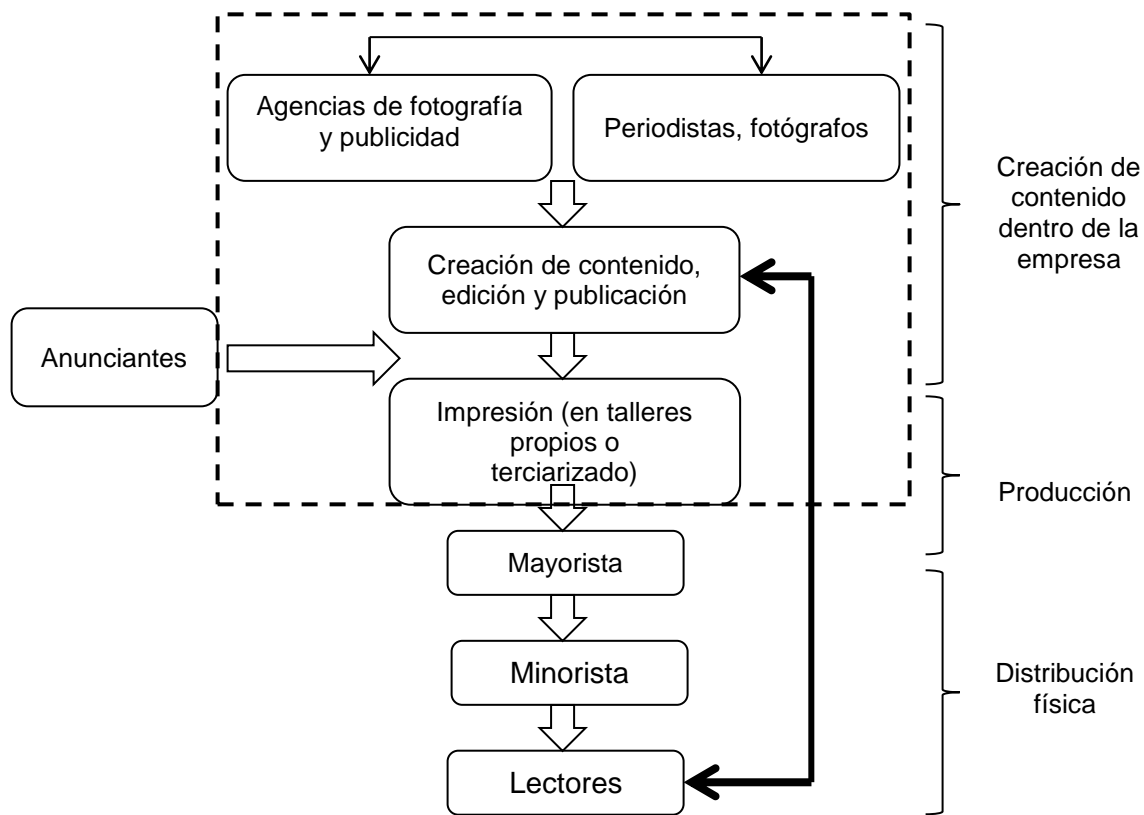 Agencias de fotografía
y publicidad
Periodistas, fotógrafos
Creación de
contenido
dentro de la
empresa
Creación de contenido,
edición y publicación
Anunciantes
Impresión (en talleres
propios o
terciarizado)
Producción
Mayorista
Minorista
Distribución
física
Lectores